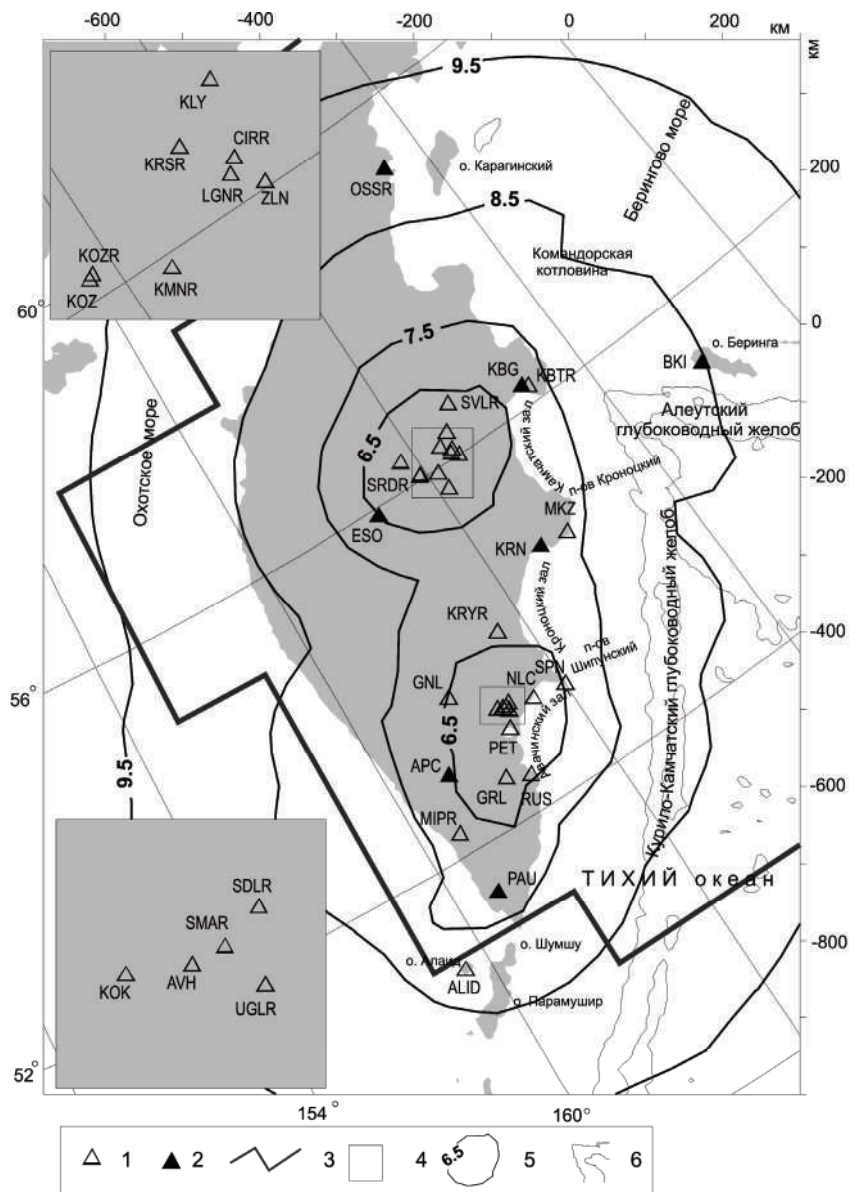 -600
-400
-200
0
200
км
км
9.5
KLY
CIRR
KRSR
LGNR
ZLN
KOZR
KOZ
KMNR
OSSR
о. Карагинский
Берингово море
200
8.5
Командорская
котловина
0
60°
7.5
о. Беринга
BKI
KBG
KBTR
SVLR
Алеутский
глубоководный желоб
6.5
Камчатский зал
Охотское море
SRDR
п-ов Кроноцкий
-200
ESO
MKZ
KRN
Кроноцкий зал
KRYR
-400
п-ов
Шипунский
SPN
NLC
GNL
56°
6.5
PET
Авачинский зал
Курило-Камчатский глубоководный желоб
9.5
APC
GRL
RUS
-600
MIPR
PAU
ТИХИЙ океан
SDLR
SMAR
AVH
KOK
UGLR
о. Шумшу
о. Алаид
ALID
о. Парамушир
-800
52°
154°
160°
1
2
3
4
6.5
5
6